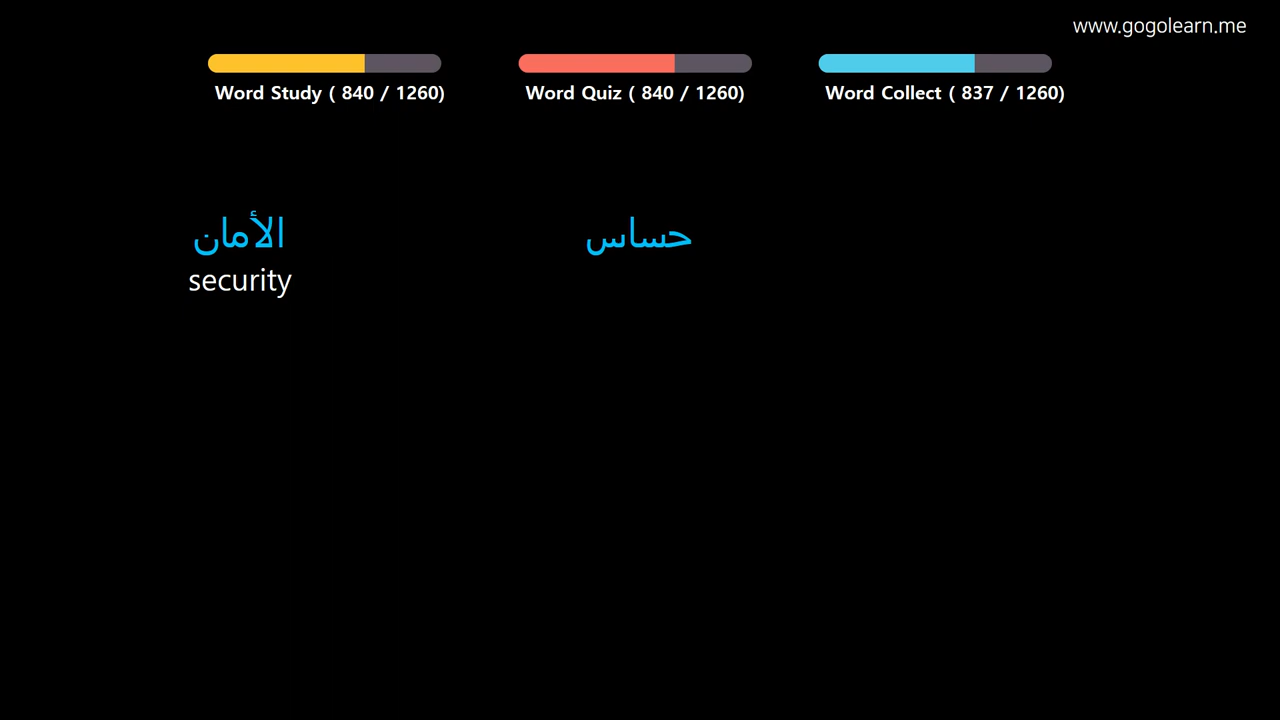 www.gogolearn.me
Word Study ( 840 / 1260)
Word Quiz ( 840 / 1260)
Word Collect ( 837 / 1260)
الأمان
security
حساس